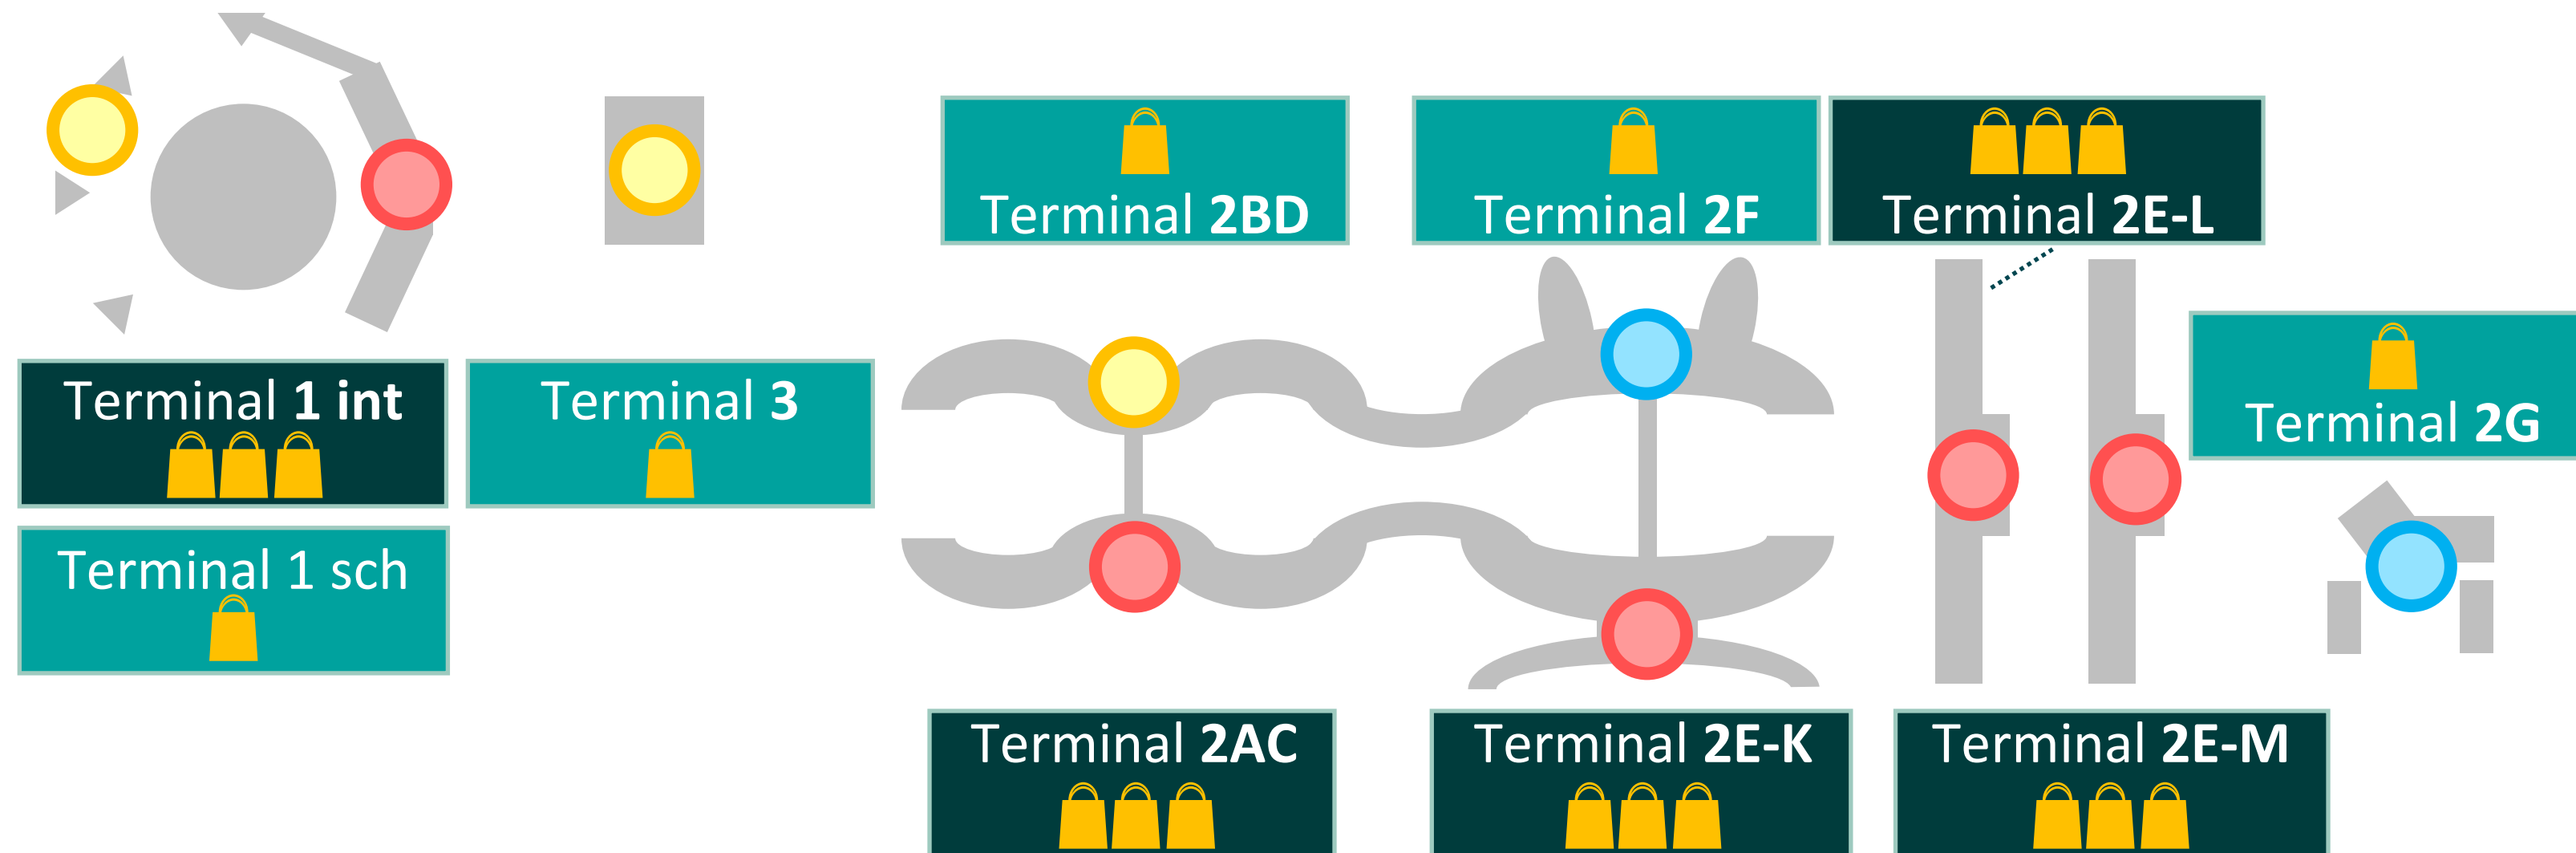 Terminal 2BD
Terminal 2F
Terminal 2E-L
Terminal 1 int
Terminal 3
Terminal 2G
Terminal 1 sch
Terminal 2AC
Terminal 2E-K
Terminal 2E-M